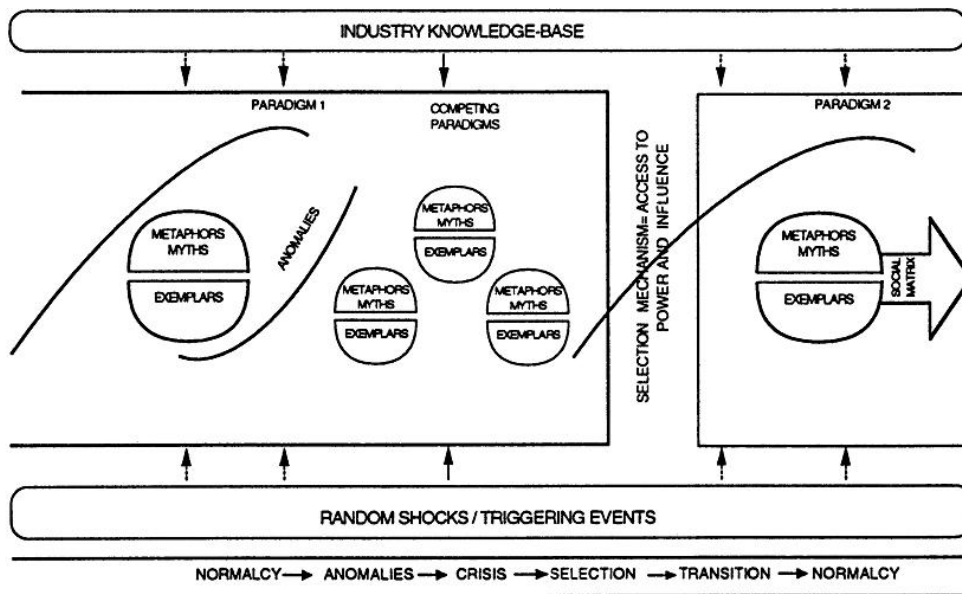 INDUSTRY KNOWLEDGE-BASE
PARADIGM 1
COMPETING
PARADIGMS
PARADIGM 2
METAPHORS
MYTHS
EXEMPLARS
ANOMALIES
METAPHORS
MYTHS
EXEMPLARS
METAPHORS
MYTHS
EXEMPLARS
METAPHORS
MYTHS
EXEMPLARS
SELECTION MECHANISM= ACCESS TO
POWER AND INFLUENCE
METAPHORS
MYTHS
EXEMPLARS
SOCIAL
MATRIX
RANDOM SHOCKS / TRIGGERING EVENTS
NORMALCY → ANOMALIES → CRISIS → SELECTION → TRANSITION → NORMALCY